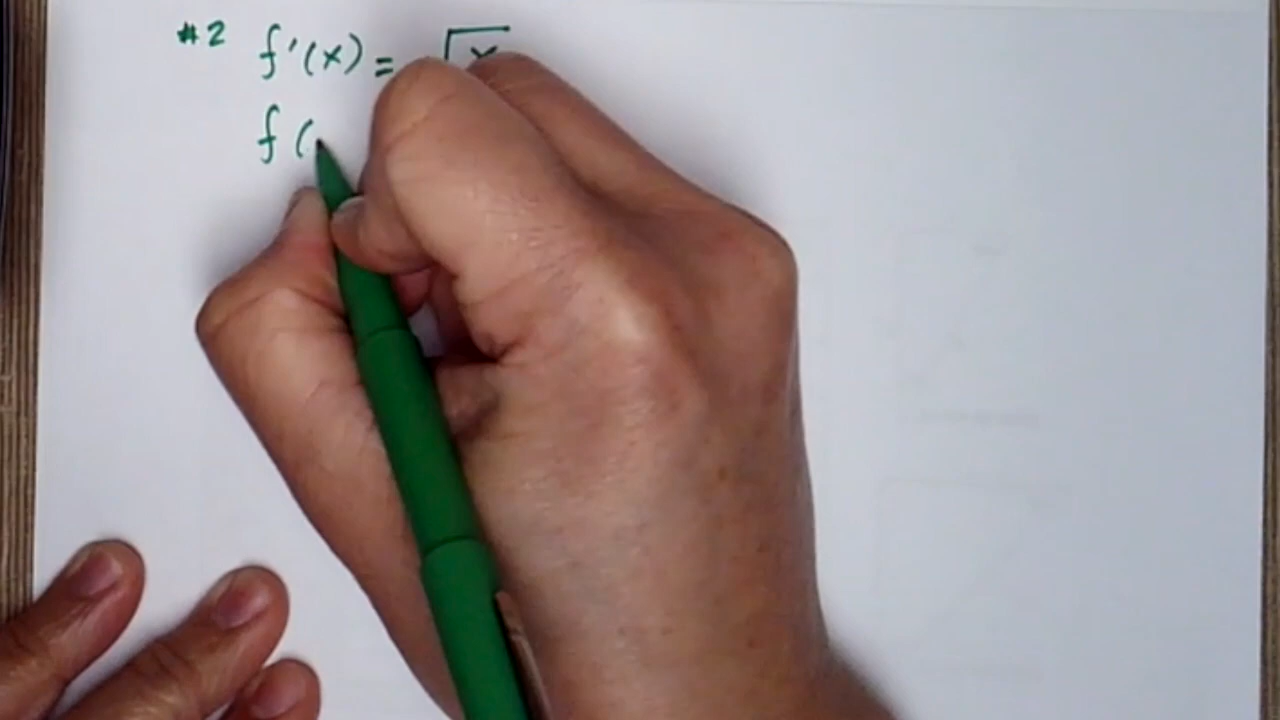 #2 f'(x) = √x
f(